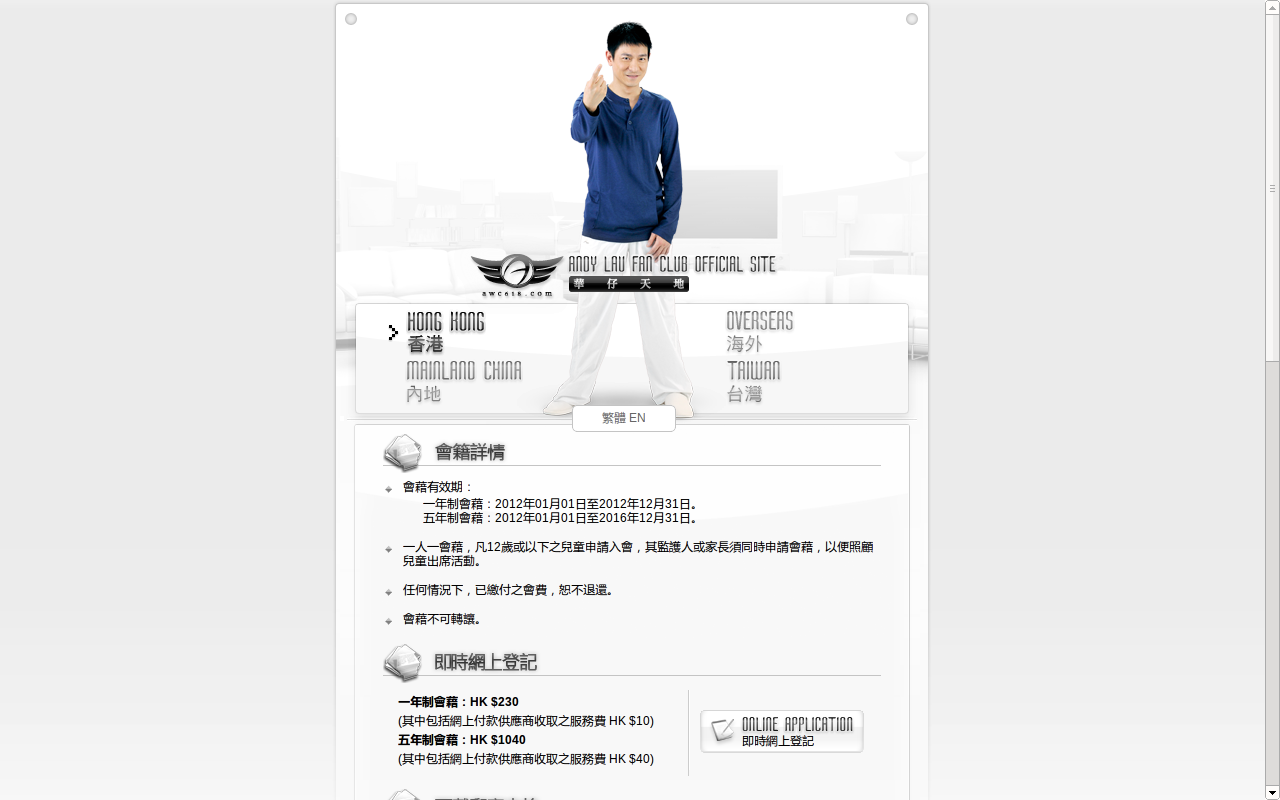 ANDY LAU FAN CLUB OFFICIAL SITE
華仔天地
awc618.com
HONG KONG
香港
OVERSEAS
海外
MAINLAND CHINA
內地
TAIWAN
台灣
繁體 EN
會籍詳情
會藉有效期：
一年制會藉：2012年01月01日至2012年12月31日。
五年制會藉：2012年01月01日至2016年12月31日。
一人一會藉，凡12歲或以下之兒童申請入會，其監護人或家長須同時申請會藉，以便照顧
兒童出席活動。
任何情況下，已繳付之會費，恕不退還。
會藉不可轉讓。
即時網上登記
一年制會藉：HK $230
(其中包括網上付款供應商收取之服務費 HK $10)
五年制會藉：HK $1040
(其中包括網上付款供應商收取之服務費 HK $40)
ONLINE APPLICATION
即時網上登記